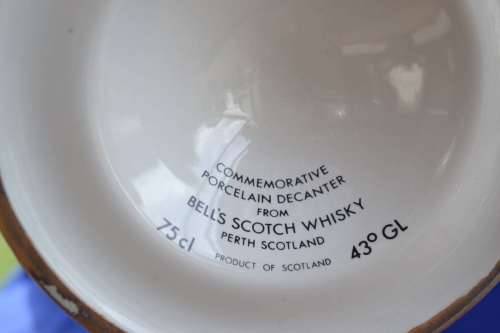 COMMEMORATIVE
PORCELAIN DECANTER
FROM
BELL'S SCOTCH WHISKY
PERTH SCOTLAND
75 cl
43° GL
PRODUCT OF SCOTLAND